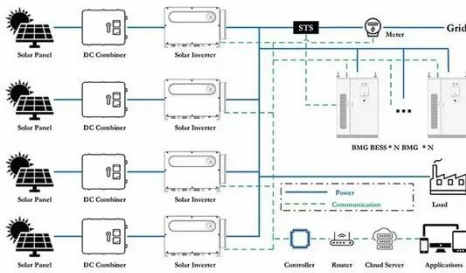 STS
Meter
Grid
Solar Panel DC Combiner Solar Inverter
Solar Panel DC Combiner Solar Inverter
BMG BESS * N BMG * N
Solar Panel DC Combiner Solar Inverter
Power
Communication
Load
Solar Panel DC Combiner Solar Inverter
Controller Router Cloud Server Applications